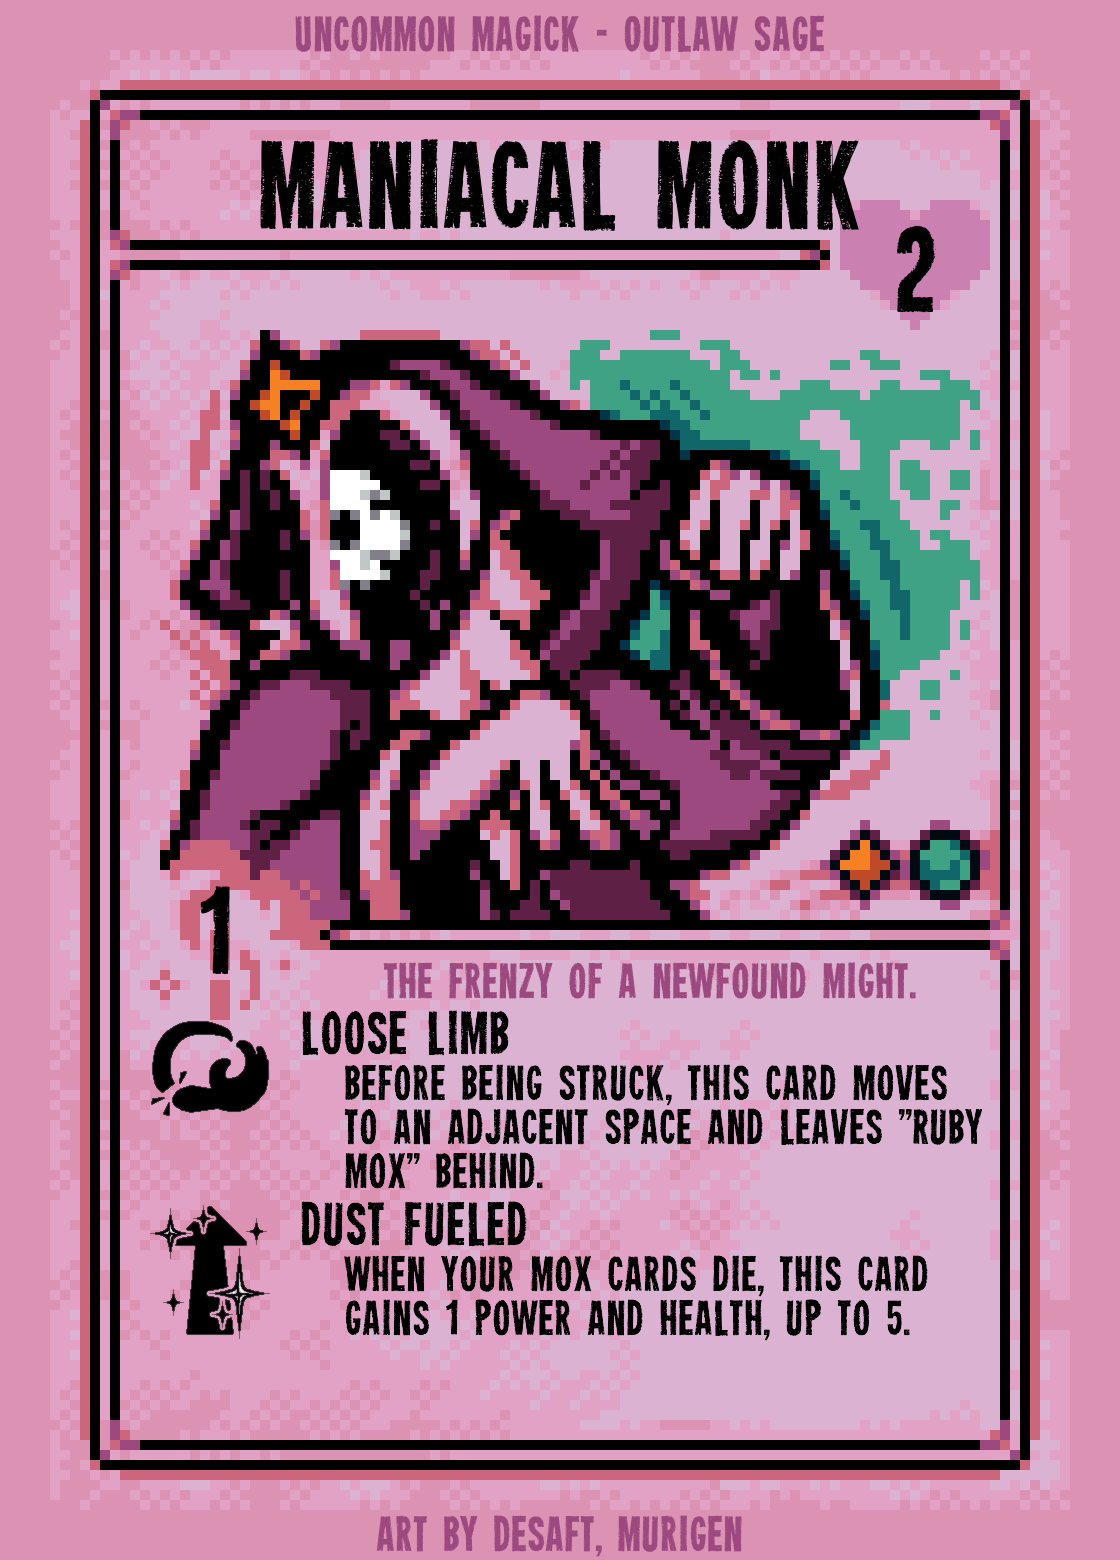 UNCOMMON MAGICK - OUTLAW SAGE
MANIACAL MONK
2
1
THE FRENZY OF A NEWFOUND MIGHT.
LOOSE LIMB
BEFORE BEING STRUCK, THIS CARD MOVES
TO AN ADJACENT SPACE AND LEAVES "RUBY
MOX" BEHIND.
DUST FUELED
WHEN YOUR MOX CARDS DIE, THIS CARD
GAINS 1 POWER AND HEALTH, UP TO 5.
ART BY DESAFT, MURIGEN